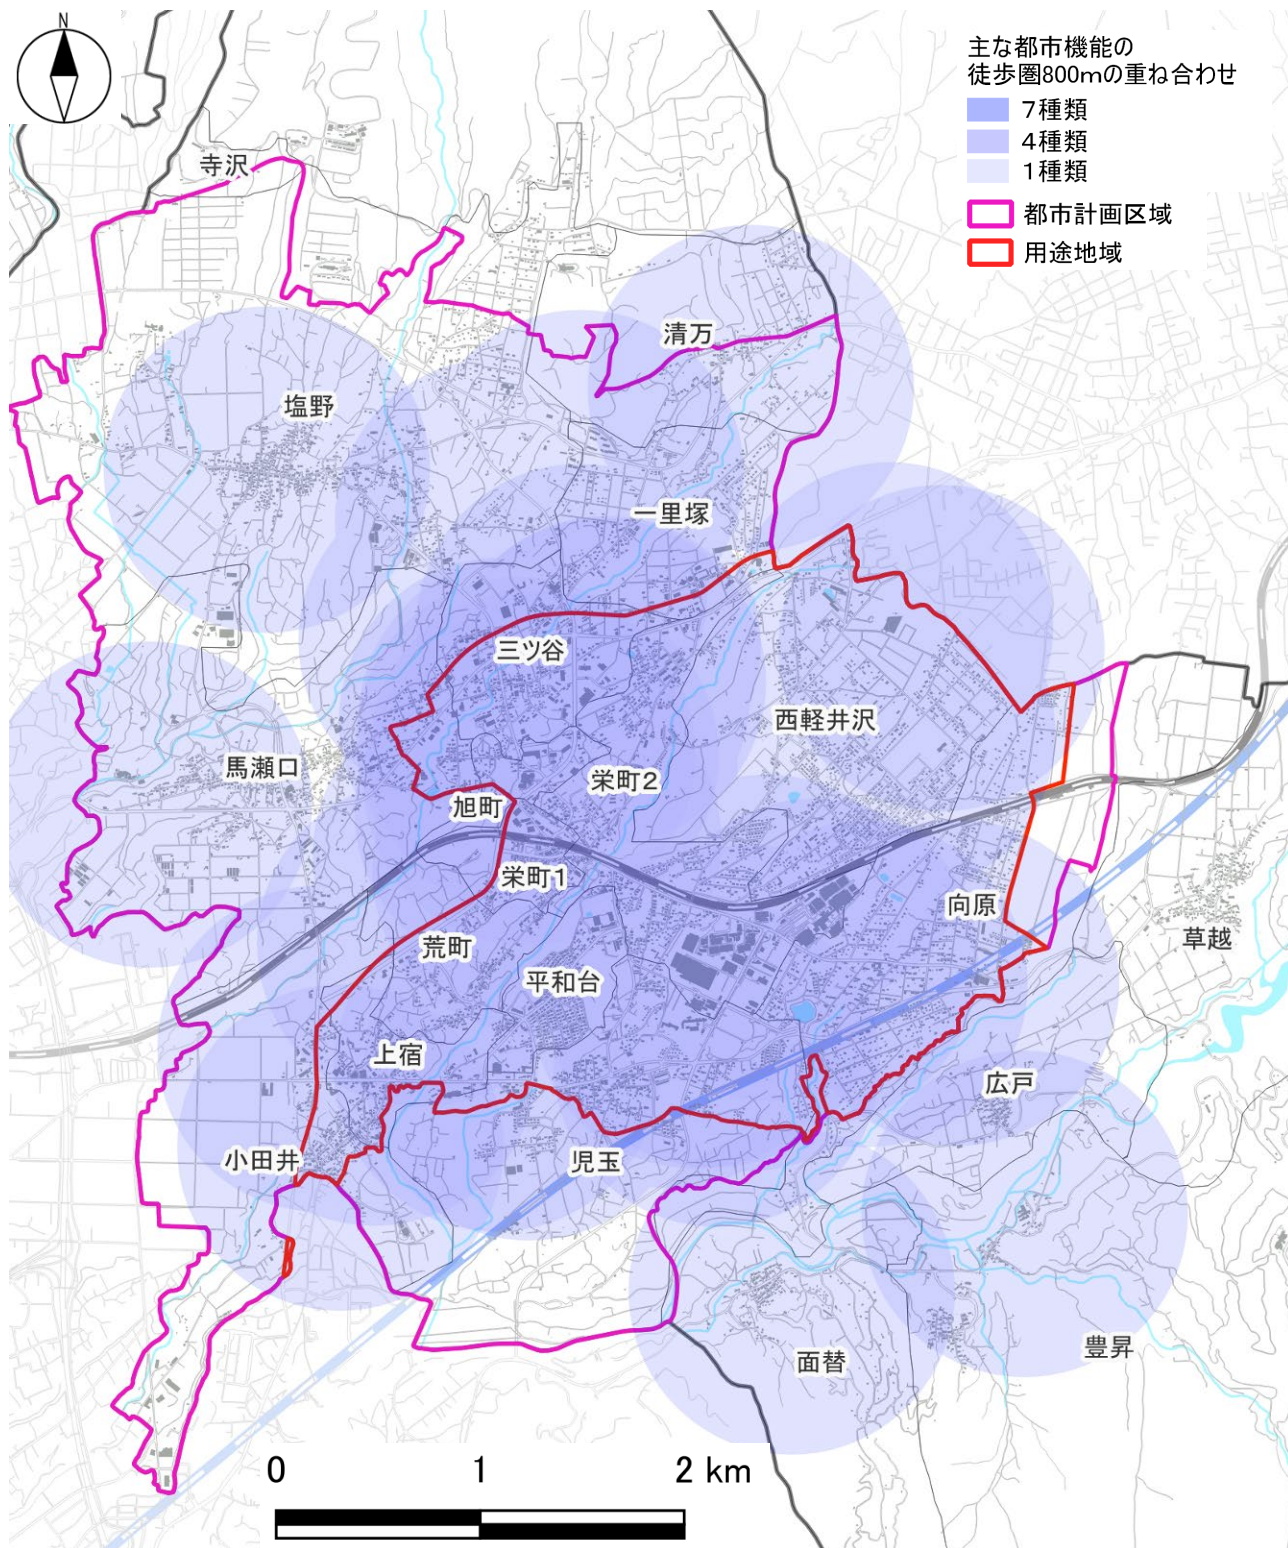 N
主な都市機能の
徒歩圏800mの重ね合わせ
7種類
4種類
1種類
都市計画区域
用途地域
寺沢
清万
塩野
一里塚
三ツ谷
西軽井沢
馬瀬口
栄町2
旭町
栄町1
向原
荒町
草越
平和台
上宿
広戸
小田井
児玉
豊昇
面替
0 1 2 km